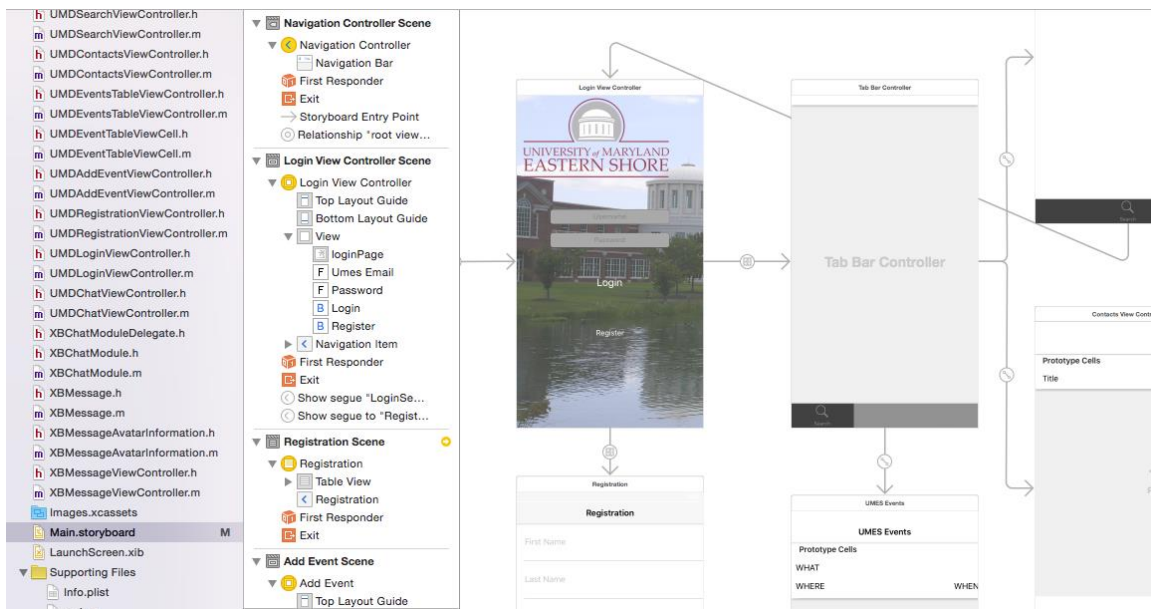 UMDSearchViewController.h
UMDSearchViewController.m
UMDContactsViewController.h
UMDContactsViewController.m
UMDEventsTableViewController.h
UMDEventsTableViewController.m
UMDEventTableViewCell.h
UMDEventTableViewCell.m
UMDAddEventViewController.h
UMDAddEventViewController.m
UMDRegistrationViewController.h
UMDRegistrationViewController.m
UMDLoginViewController.h
UMDLoginViewController.m
UMDChatViewController.h
UMDChatViewController.m
XBChatModuleDelegate.h
XBChatModule.h
XBChatModule.m
XBMessage.h
XBMessage.m
XBMessageAvatarInformation.h
XBMessageAvatarInformation.m
XBMessageViewController.h
XBMessageViewController.m
Images.xcassets
Main.storyboard M
LaunchScreen.xib
Supporting Files
Info.plist
Navigation Controller Scene
Navigation Controller
Navigation Bar
First Responder
Exit
Storyboard Entry Point
Relationship "root view...
Login View Controller Scene
Login View Controller
Top Layout Guide
Bottom Layout Guide
View
loginPage
F Umes Email
F Password
B Login
B Register
Navigation Item
First Responder
Exit
Show segue "LoginSe...
Show segue to "Regist...
Registration Scene
Registration
Table View
Registration
First Responder
Exit
Add Event Scene
Add Event
Top Layout Guide
Login View Controller
UNIVERSITY of MARYLAND
EASTERN SHORE
Username
Password
Login
Register
Registration
Registration
First Name
Last Name
Tab Bar Controller
Tab Bar Controller
Search
UMES Events
UMES Events
Prototype Cells
WHAT
WHERE WHEN
Search
Contacts View Cont
Prototype Cells
Title